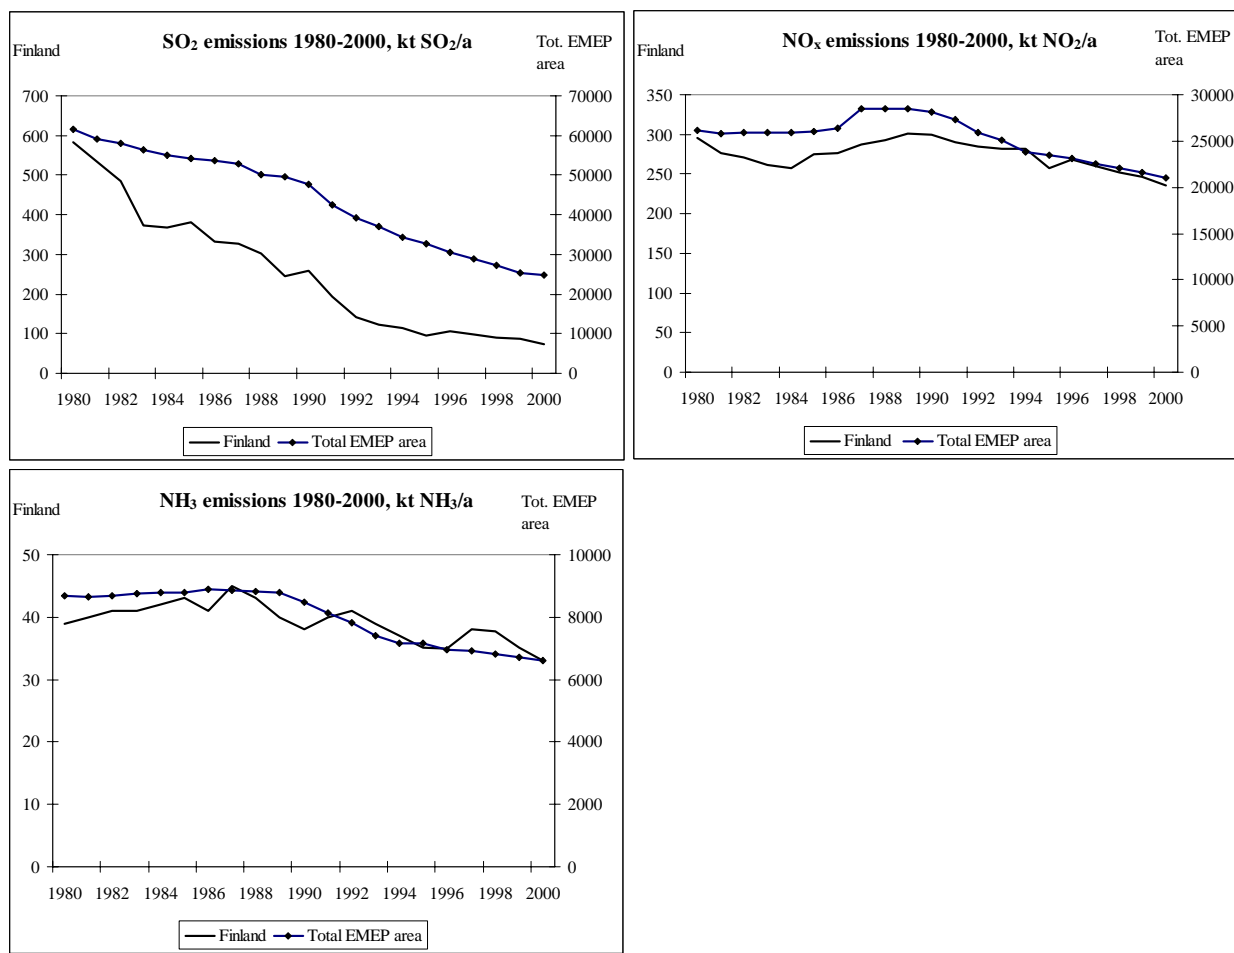 SO₂ emissions 1980-2000, kt SO₂/a
Finland
Tot. EMEP
area
700 70000
600 60000
500 50000
400 40000
300 30000
200 20000
100 10000
0 0
1980 1982 1984 1986 1988 1990 1992 1994 1996 1998 2000
Finland Total EMEP area
NOₓ emissions 1980-2000, kt NO₂/a
Finland
Tot. EMEP
area
350 30000
300 25000
250 20000
200 15000
150 10000
100 5000
50 0
0
1980 1982 1984 1986 1988 1990 1992 1994 1996 1998 2000
Finland Total EMEP area
NH₃ emissions 1980-2000, kt NH₃/a
Finland
Tot. EMEP
area
50 10000
40 8000
30 6000
20 4000
10 2000
0 0
1980 1982 1984 1986 1988 1990 1992 1994 1996 1998 2000
Finland Total EMEP area